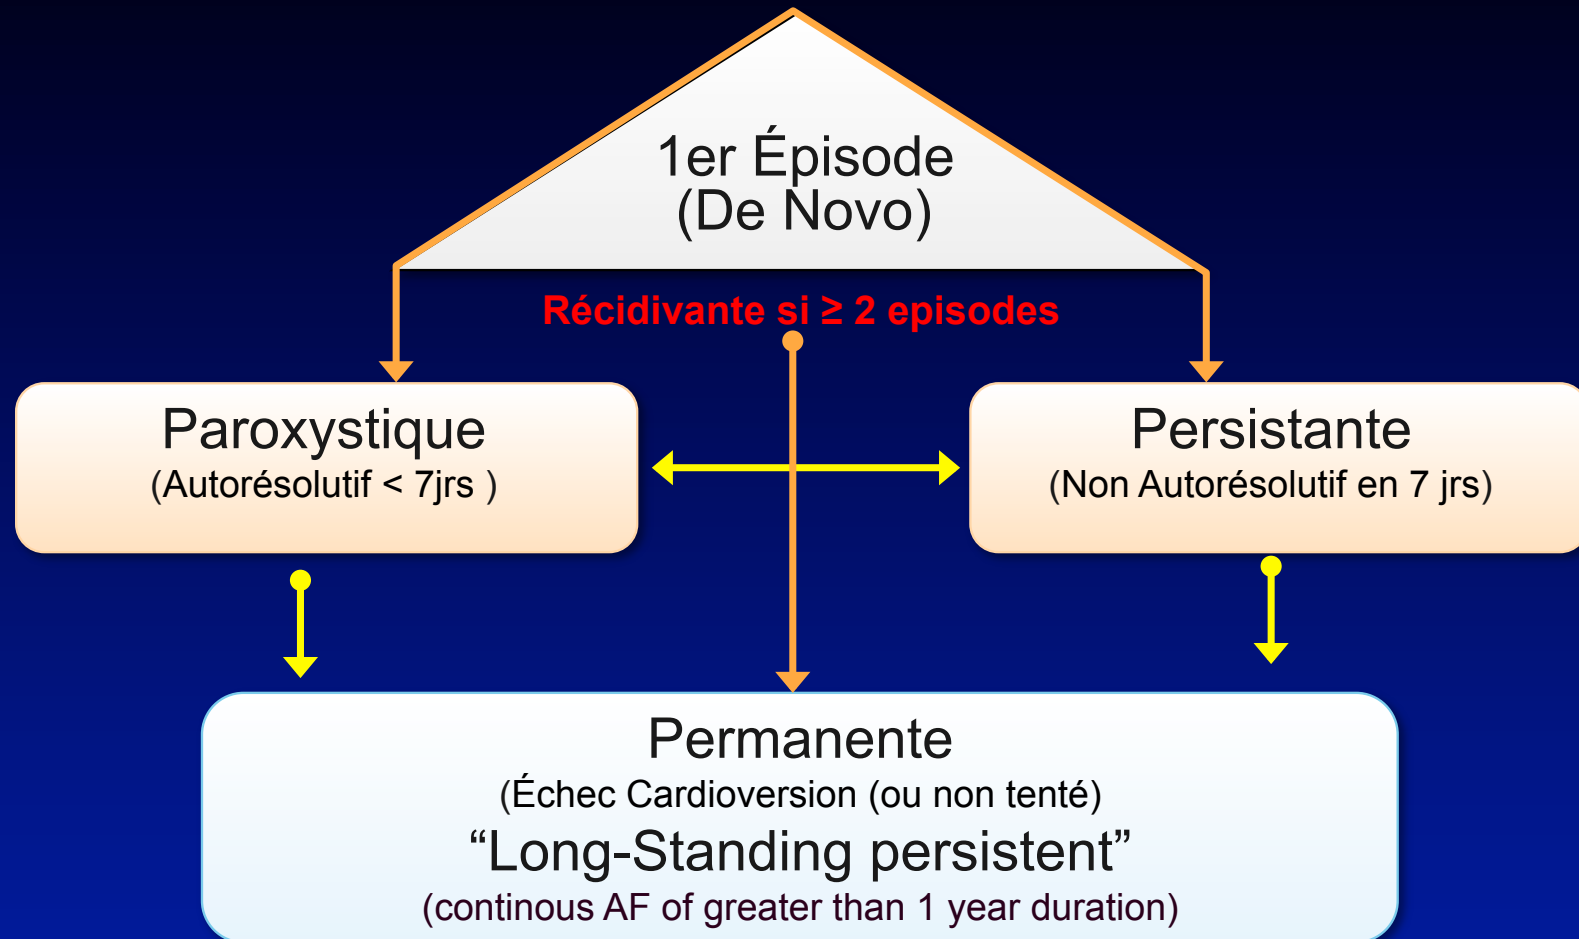 1er Épisode
(De Novo)
Récidivante si ≥ 2 episodes
Paroxystique
(Autorésolutif < 7jrs )
Persistante
(Non Autorésolutif en 7 jrs)
Permanente
(Échec Cardioversion (ou non tenté)
“Long-Standing persistent”
(continous AF of greater than 1 year duration)